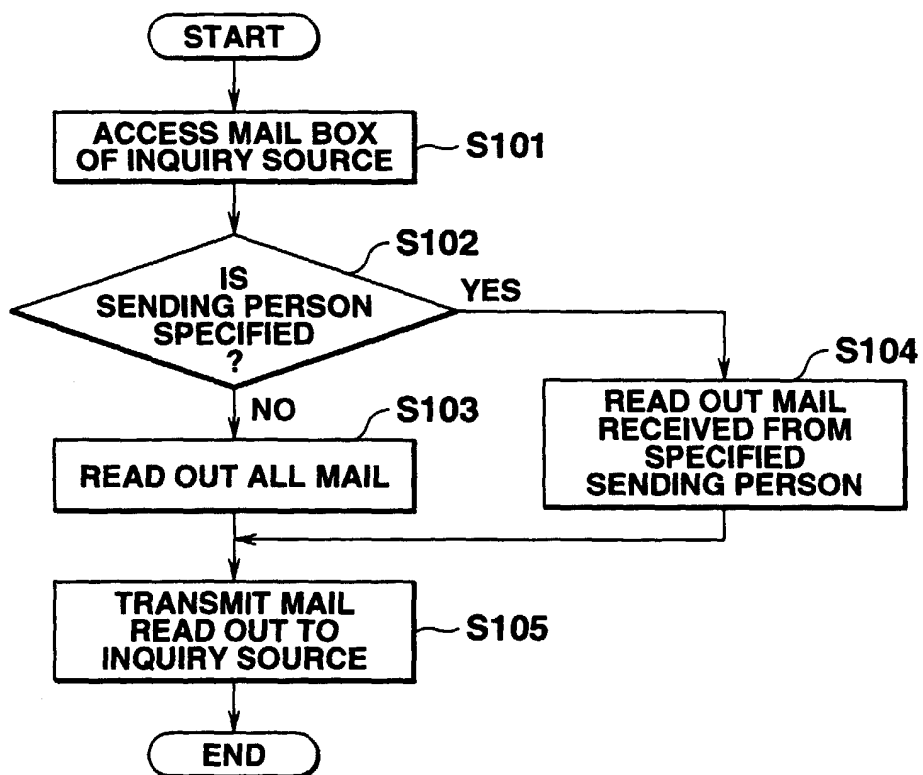 START
ACCESS MAIL BOX
OF INQUIRY SOURCE
S101
S102
IS
SENDING PERSON
SPECIFIED
?
YES
NO
S103
READ OUT ALL MAIL
S104
READ OUT MAIL
RECEIVED FROM
SPECIFIED
SENDING PERSON
TRANSMIT MAIL
READ OUT TO
INQUIRY SOURCE
S105
END